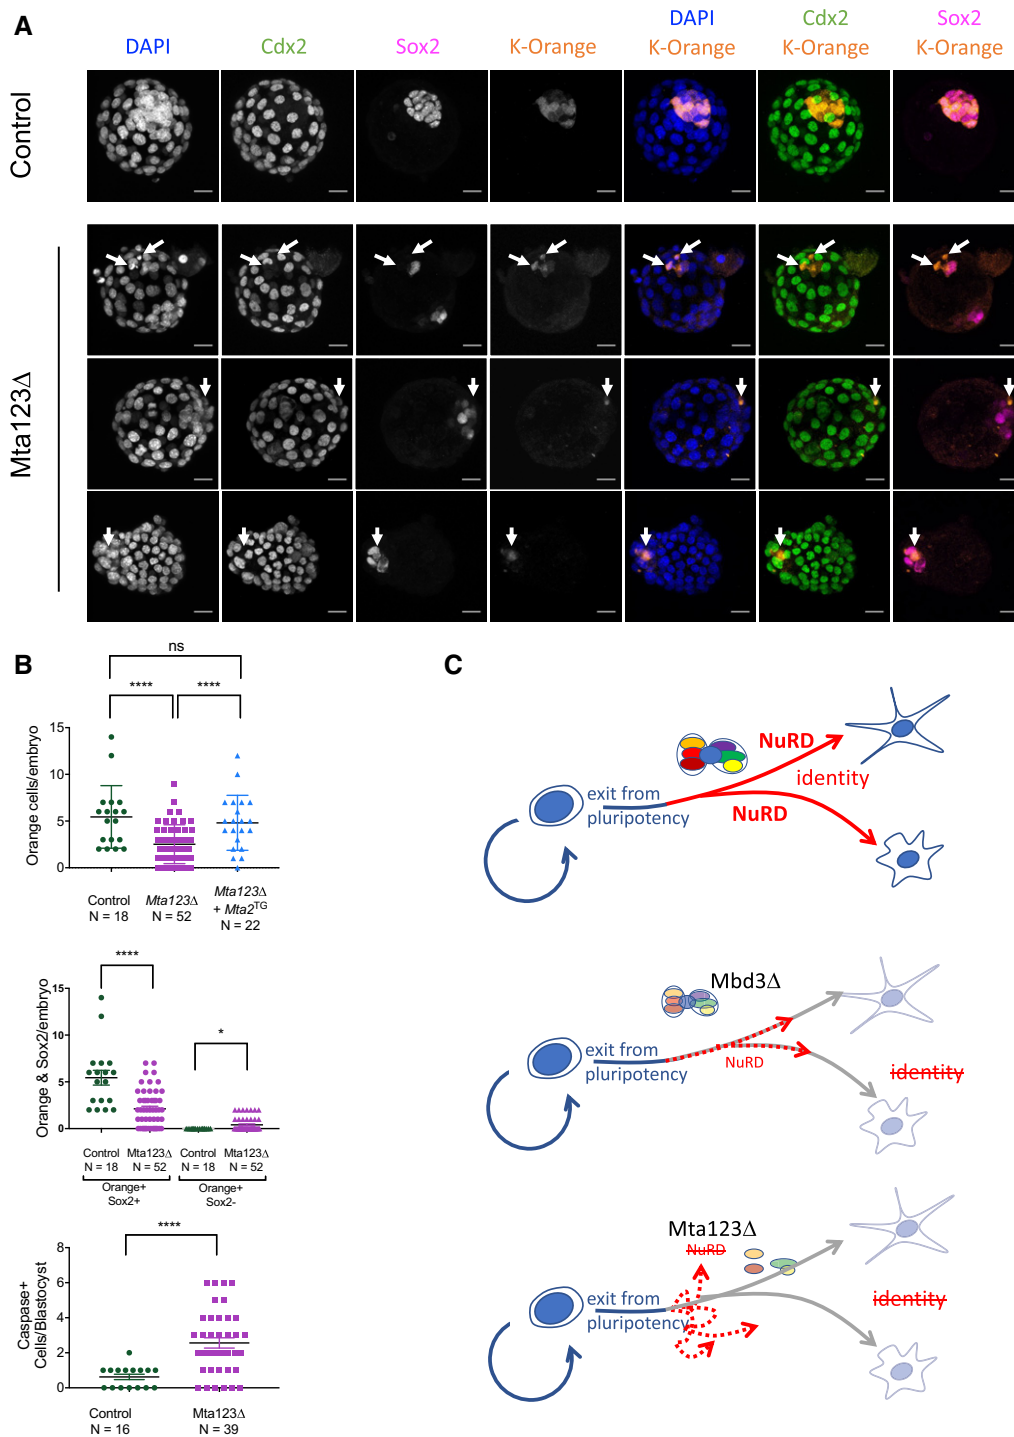 A
DAPI
Cdx2
Sox2
K-Orange
DAPI
K-Orange
Cdx2
K-Orange
Sox2
K-Orange
Control
Mta123Δ
B
ns
****
****
Orange cells/embryo
15
10
5
0
Control
N = 18
Mta123Δ
N = 52
Mta123Δ
+ Mta2TG
N = 22
****
*
Orange & Sox2/embryo
15
10
5
0
Control
N = 18
Mta123Δ
N = 52
Control
N = 18
Mta123Δ
N = 52
Orange+
Sox2+
Orange+
Sox2-
****
Caspase+
Cells/Blastocyst
8
6
4
2
0
Control
N = 16
Mta123Δ
N = 39
C
NuRD
identity
NuRD
exit from
pluripotency
Mbd3Δ
exit from
pluripotency
NuRD
identity
Mta123Δ
NuRD
exit from
pluripotency
identity